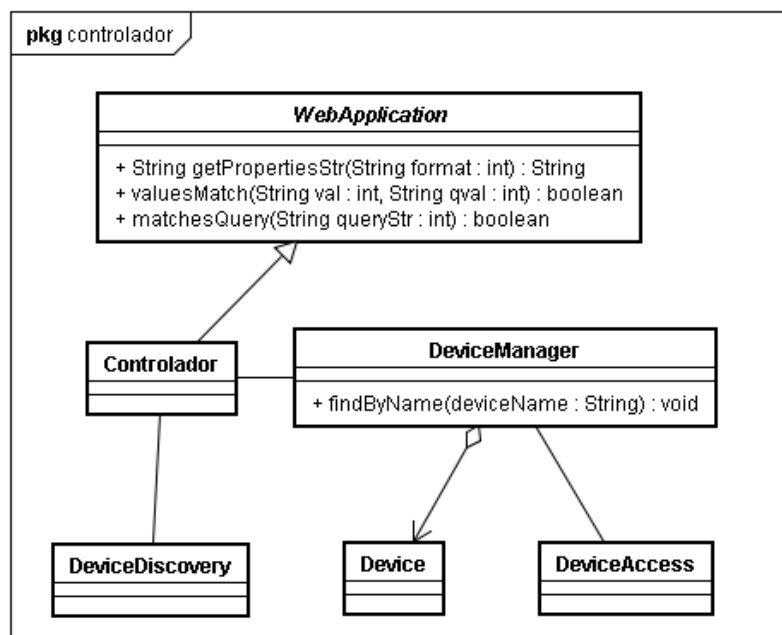 pkg controlador
WebApplication
+ String getPropertiesStr(String format : int) : String
+ valuesMatch(String val : int, String qval : int) : boolean
+ matchesQuery(String queryStr : int) : boolean
Controlador
DeviceManager
+ findByName(deviceName : String) : void
DeviceDiscovery
Device
DeviceAccess